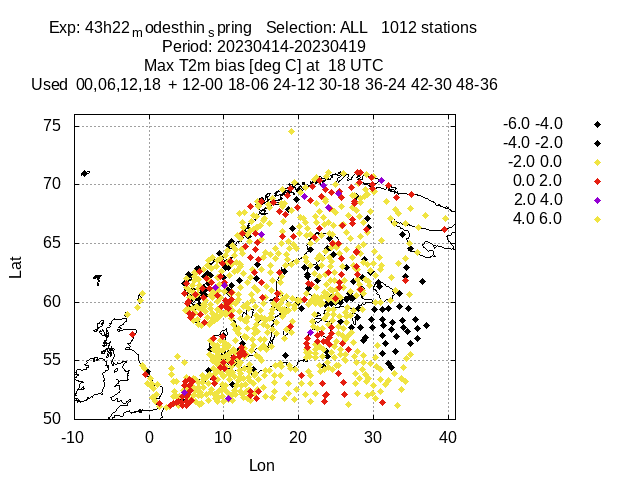 Exp: 43h22modesthinspring   Selection: ALL   1012 stations
Period: 20230414-20230419
Max T2m bias [deg C] at  18 UTC
Used  00,06,12,18  + 12-00 18-06 24-12 30-18 36-24 42-30 48-36
-6.0 -4.0
-4.0 -2.0
-2.0 0.0
0.0 2.0
2.0 4.0
4.0 6.0
75
70
65
60
55
50
Lat
-10 0 10 20 30 40
Lon